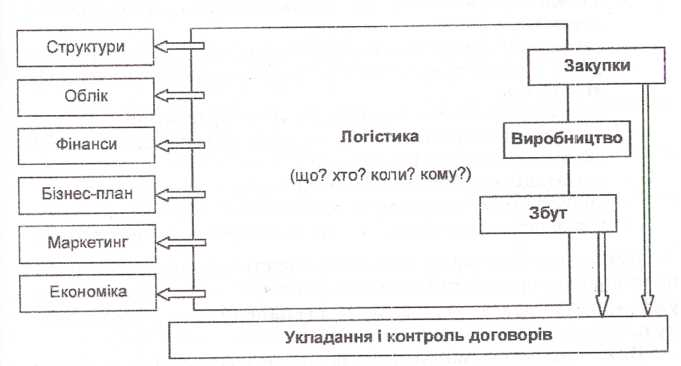 Структури
Облік
Фінанси
Бізнес-план
Маркетинг
Економіка
Логістика
(що? хто? коли? кому?)
Закупки
Виробництво
Збут
Укладання і контроль договорів